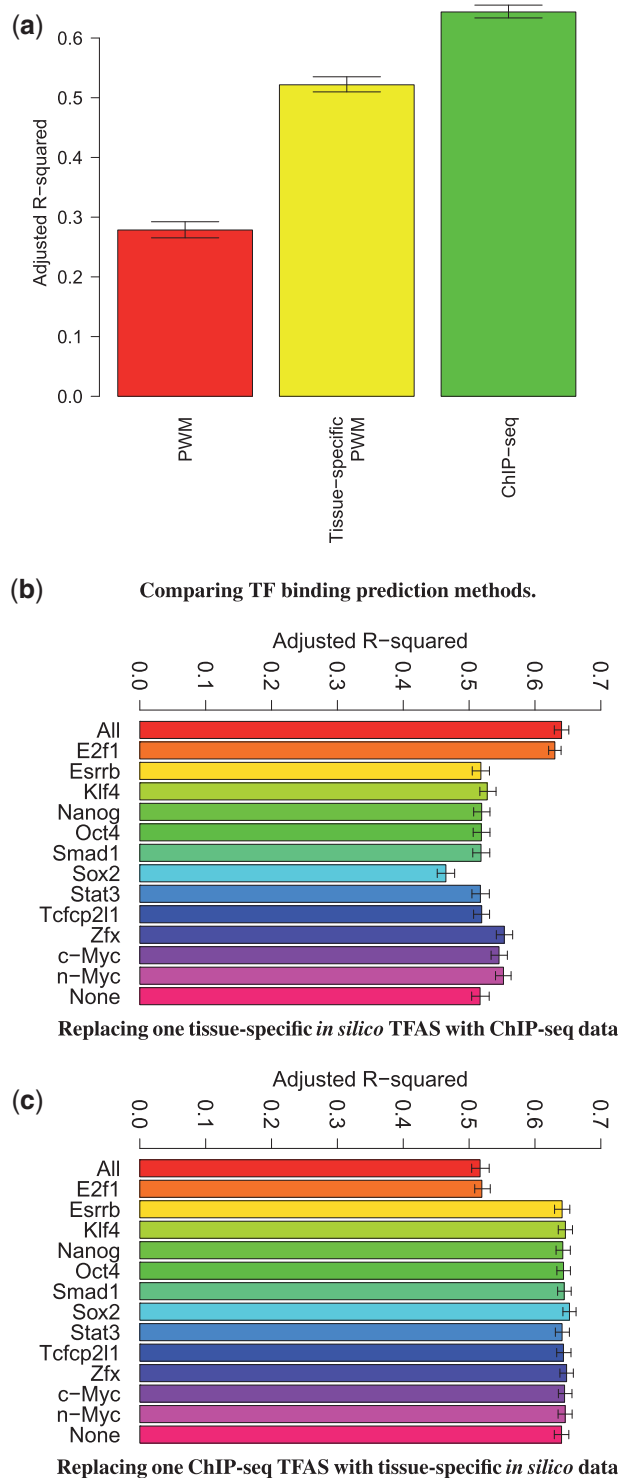 (a)
Adjusted R-squared
0.6
0.5
0.4
0.3
0.2
0.1
0.0
PWM
Tissue-specific
PWM
ChIP-seq
Comparing TF binding prediction methods.
(b)
Adjusted R-squared
0.0 0.1 0.2 0.3 0.4 0.5 0.6 0.7
All
E2f1
Esrrb
Klf4
Nanog
Oct4
Smad1
Sox2
Stat3
Tcfcp2l1
Zfx
c-Myc
n-Myc
None
Replacing one tissue-specific in silico TFAS with ChIP-seq data
(c)
Adjusted R-squared
0.0 0.1 0.2 0.3 0.4 0.5 0.6 0.7
All
E2f1
Esrrb
Klf4
Nanog
Oct4
Smad1
Sox2
Stat3
Tcfcp2l1
Zfx
c-Myc
n-Myc
None
Replacing one ChIP-seq TFAS with tissue-specific in silico data